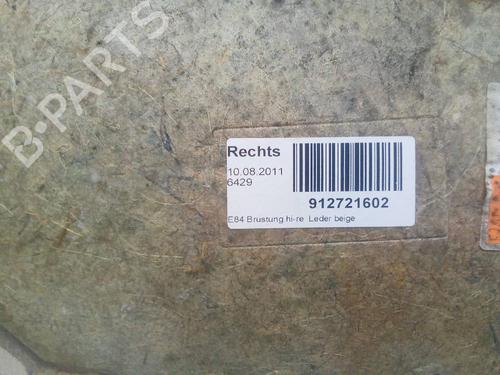 B-PARTS
Rechts
10.08.2011
6429
912721602
E84 Brustung hi-re Leder beige